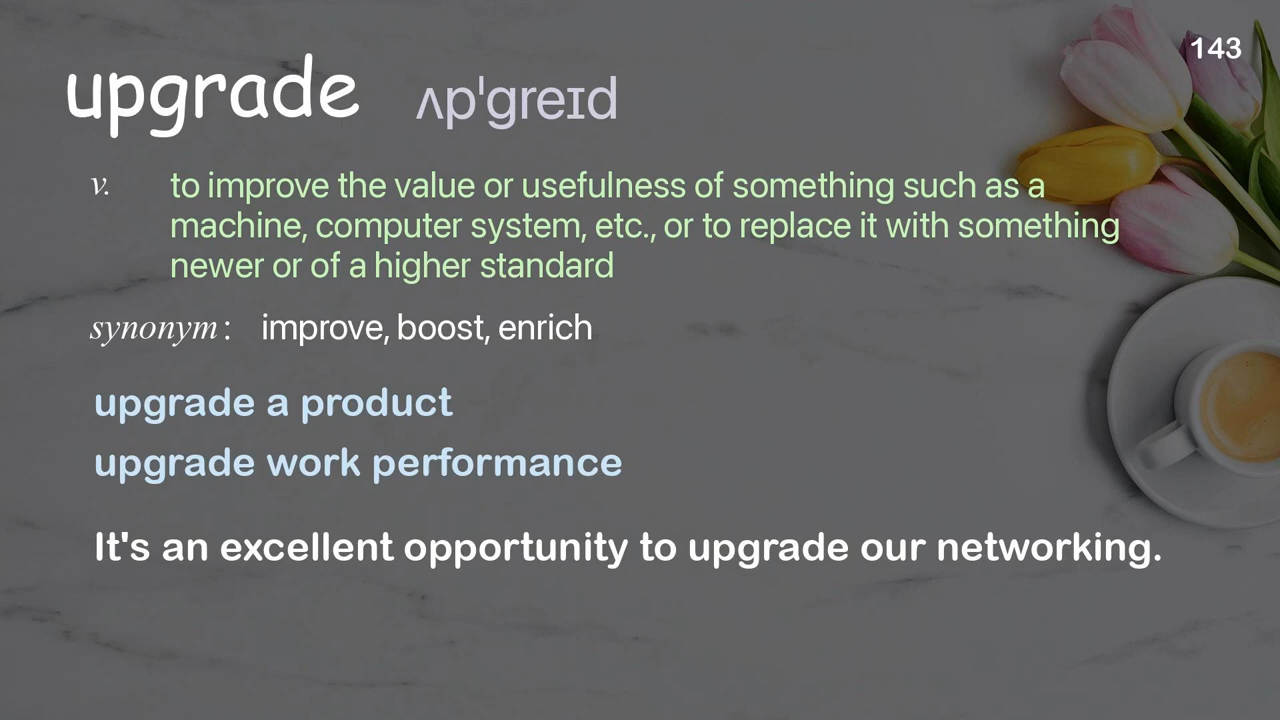 143
upgrade ʌp'greɪd
v. to improve the value or usefulness of something such as a
machine, computer system, etc., or to replace it with something
newer or of a higher standard
synonym: improve, boost, enrich
upgrade a product
upgrade work performance
It's an excellent opportunity to upgrade our networking.